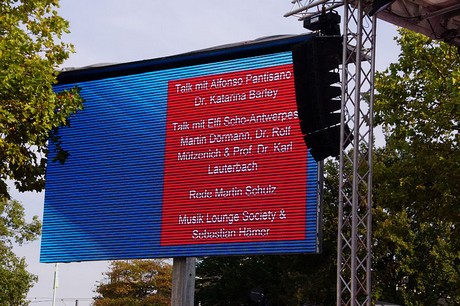 Talk mit Alfonso Pantisano
Dr. Katarina Barley
Talk mit Elfi Scho-Antwerpes
Martin Dörmann, Dr. Rolf
Mützenich & Prof. Dr. Karl
Lauterbach
Rede Martin Schulz
Musik Lounge Society &
Sebastian Hämer